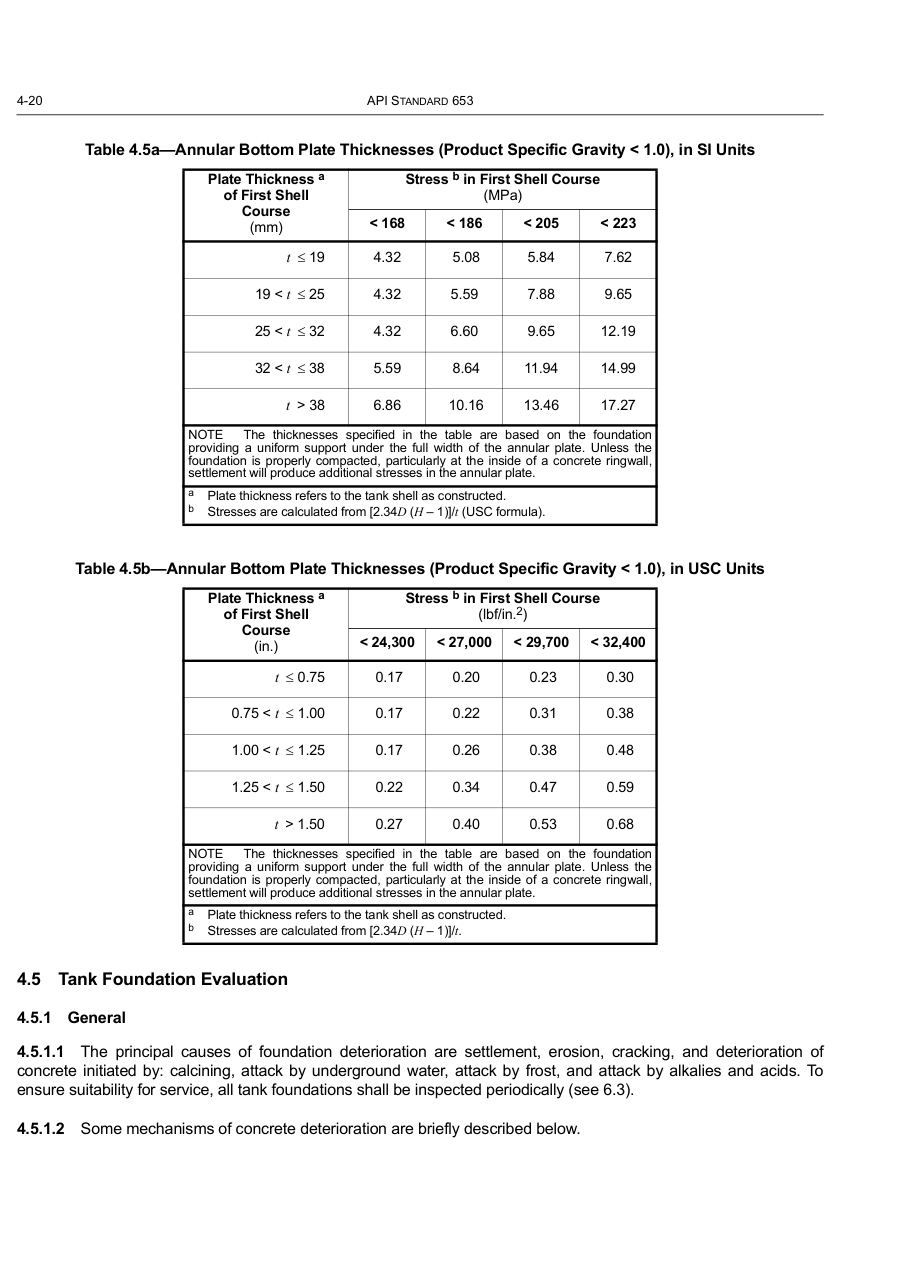 4-20
API STANDARD 653
Table 4.5a—Annular Bottom Plate Thicknesses (Product Specific Gravity < 1.0), in SI Units
Plate Thickness a
of First Shell
Course
(mm)
Stress b in First Shell Course
(MPa)
< 168 < 186 < 205 < 223
t ≤ 19 4.32 5.08 5.84 7.62
19 < t ≤ 25 4.32 5.59 7.88 9.65
25 < t ≤ 32 4.32 6.60 9.65 12.19
32 < t ≤ 38 5.59 8.64 11.94 14.99
t > 38 6.86 10.16 13.46 17.27
NOTE The thicknesses specified in the table are based on the foundation
providing a uniform support under the full width of the annular plate. Unless the
foundation is properly compacted, particularly at the inside of a concrete ringwall,
settlement will produce additional stresses in the annular plate.
a Plate thickness refers to the tank shell as constructed.
b Stresses are calculated from [2.34D (H – 1)]/t (USC formula).
Table 4.5b—Annular Bottom Plate Thicknesses (Product Specific Gravity < 1.0), in USC Units
Plate Thickness a
of First Shell
Course
(in.)
Stress b in First Shell Course
(lbf/in.2)
< 24,300 < 27,000 < 29,700 < 32,400
t ≤ 0.75 0.17 0.20 0.23 0.30
0.75 < t ≤ 1.00 0.17 0.22 0.31 0.38
1.00 < t ≤ 1.25 0.17 0.26 0.38 0.48
1.25 < t ≤ 1.50 0.22 0.34 0.47 0.59
t > 1.50 0.27 0.40 0.53 0.68
NOTE The thicknesses specified in the table are based on the foundation
providing a uniform support under the full width of the annular plate. Unless the
foundation is properly compacted, particularly at the inside of a concrete ringwall,
settlement will produce additional stresses in the annular plate.
a Plate thickness refers to the tank shell as constructed.
b Stresses are calculated from [2.34D (H – 1)]/t.
4.5 Tank Foundation Evaluation
4.5.1 General
4.5.1.1 The principal causes of foundation deterioration are settlement, erosion, cracking, and deterioration of
concrete initiated by: calcining, attack by underground water, attack by frost, and attack by alkalies and acids. To
ensure suitability for service, all tank foundations shall be inspected periodically (see 6.3).
4.5.1.2 Some mechanisms of concrete deterioration are briefly described below.